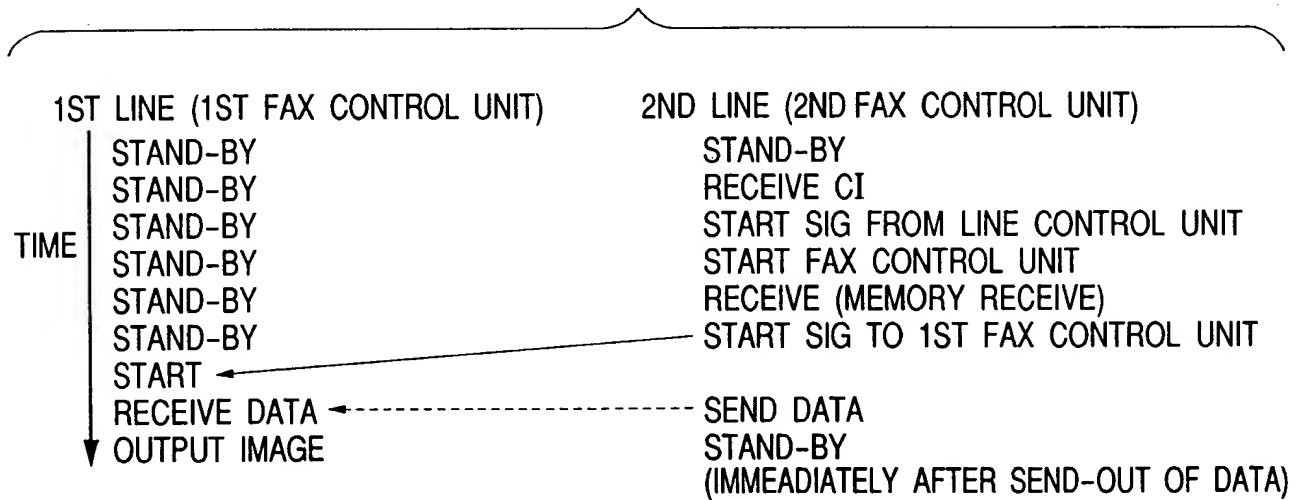 1ST LINE (1ST FAX CONTROL UNIT)
STAND-BY
STAND-BY
STAND-BY
STAND-BY
STAND-BY
STAND-BY
START
RECEIVE DATA
OUTPUT IMAGE
TIME
2ND LINE (2ND FAX CONTROL UNIT)
STAND-BY
RECEIVE CI
START SIG FROM LINE CONTROL UNIT
START FAX CONTROL UNIT
RECEIVE (MEMORY RECEIVE)
START SIG TO 1ST FAX CONTROL UNIT
SEND DATA
STAND-BY
(IMMEADIATELY AFTER SEND-OUT OF DATA)